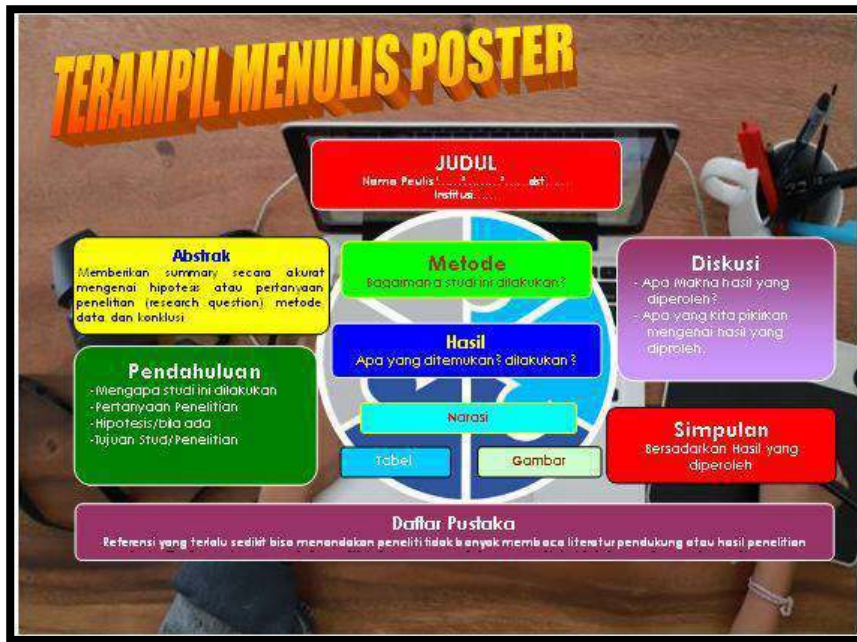 TERAMPIL MENULIS POSTER
JUDUL
Nama Peulis
Institusi.......
Abstrak
Memberikan summary secara akurat
mengenai hipotesis atau pertanyaan
penelitian (research question) metode
data dan konklusi
Pendahuluan
-Mengapa studi ini dilakukan
-Pertanyaan Penelitian
-Hipotesis/bila ada
-Tujuan Studi/Penelitian
Metode
Bagaimana studi ini dilakukan?
Hasil
Apa yang ditemukan? dilakukan?
Narasi
Tabel
Gambar
Diskusi
- Apa Makna hasil yang
diperoleh?
- Apa yang kita pikirkan
mengenai hasil yang
diproleh.
Simpulan
Bersadarkan Hasil yang
diperoleh
Daftar Pustaka
Referensi yang terlalu sedikit bisa menandakan peneliti tidak banyak membaca literatur pendukung atau hasil penelitian